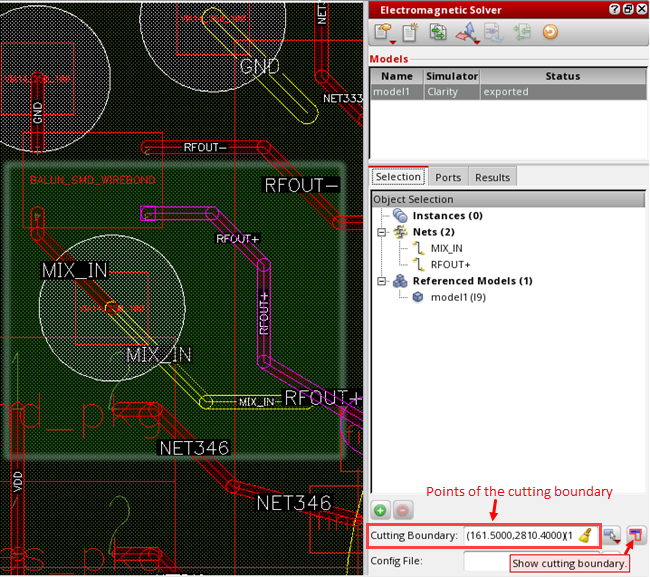 GND
NET333
GND
RFOUT-
RFOUT-
BALUN_SMD_WIREBOND
RFOUT+
MIX_IN
RFOUT+
MIX_IN
MIX_IN
RFOUT+
NET346
VDD
NET346
Electromagnetic Solver
Models
Name Simulator Status
model1 Clarity exported
Selection Ports Results
Object Selection
Instances (0)
Nets (2)
MIX_IN
RFOUT+
Referenced Models (1)
model1 (I9)
Points of the cutting boundary
Cutting Boundary: (161.5000,2810.4000)(1
Show cutting boundary.
Config File: